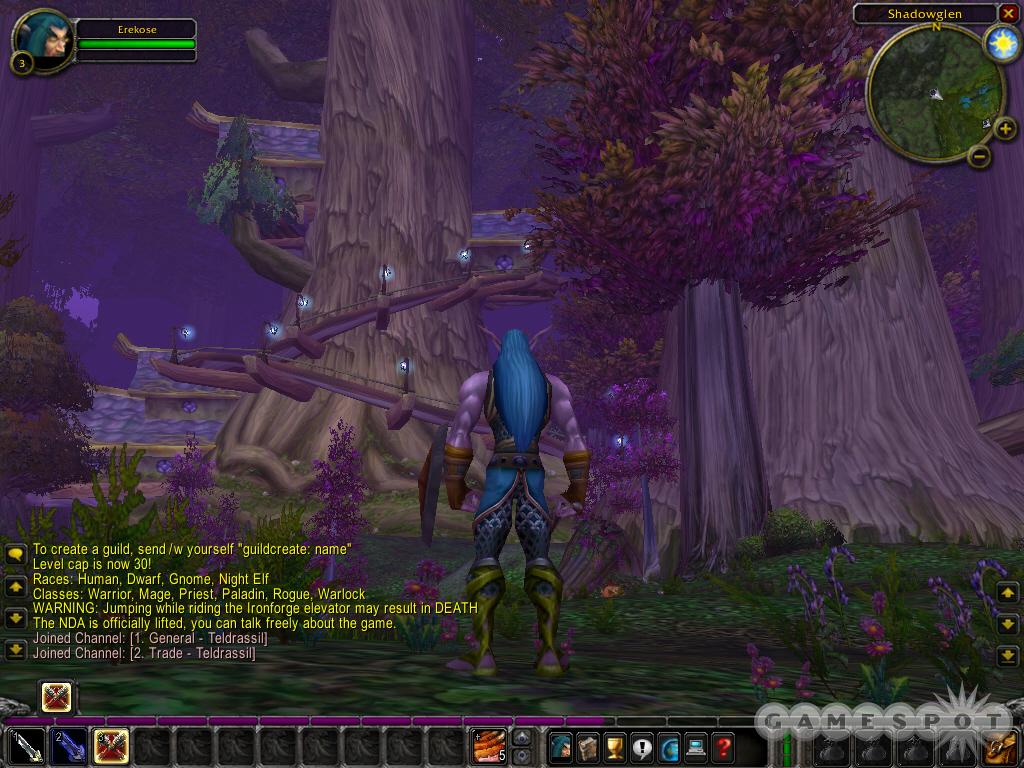 Erekose
3
Shadowglen
N
To create a guild, send /w yourself "guildcreate: name"
Level cap is now 30!
Races: Human, Dwarf, Gnome, Night Elf
Classes: Warrior, Mage, Priest, Paladin, Rogue, Warlock
WARNING: Jumping while riding the Ironforge elevator may result in DEATH
The NDA is officially lifted, you can talk freely about the game.
Joined Channel: [1. General - Teldrassil]
Joined Channel: [2. Trade - Teldrassil]
GAMESPOT
1 2 3 5